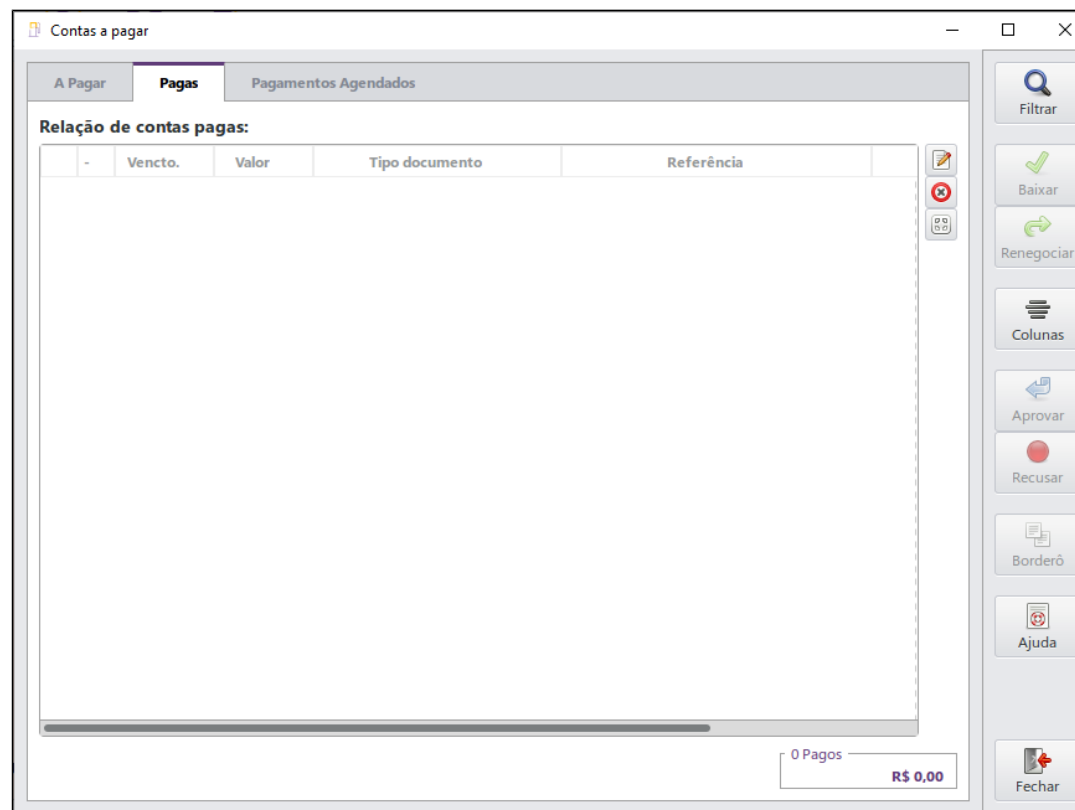 Contas a pagar
A Pagar Pagas Pagamentos Agendados
Relação de contas pagas:
- Vencto. Valor Tipo documento Referência
0 Pagos
R$ 0,00
Filtrar
Baixar
Renegociar
Colunas
Aprovar
Recusar
Borderô
Ajuda
Fechar